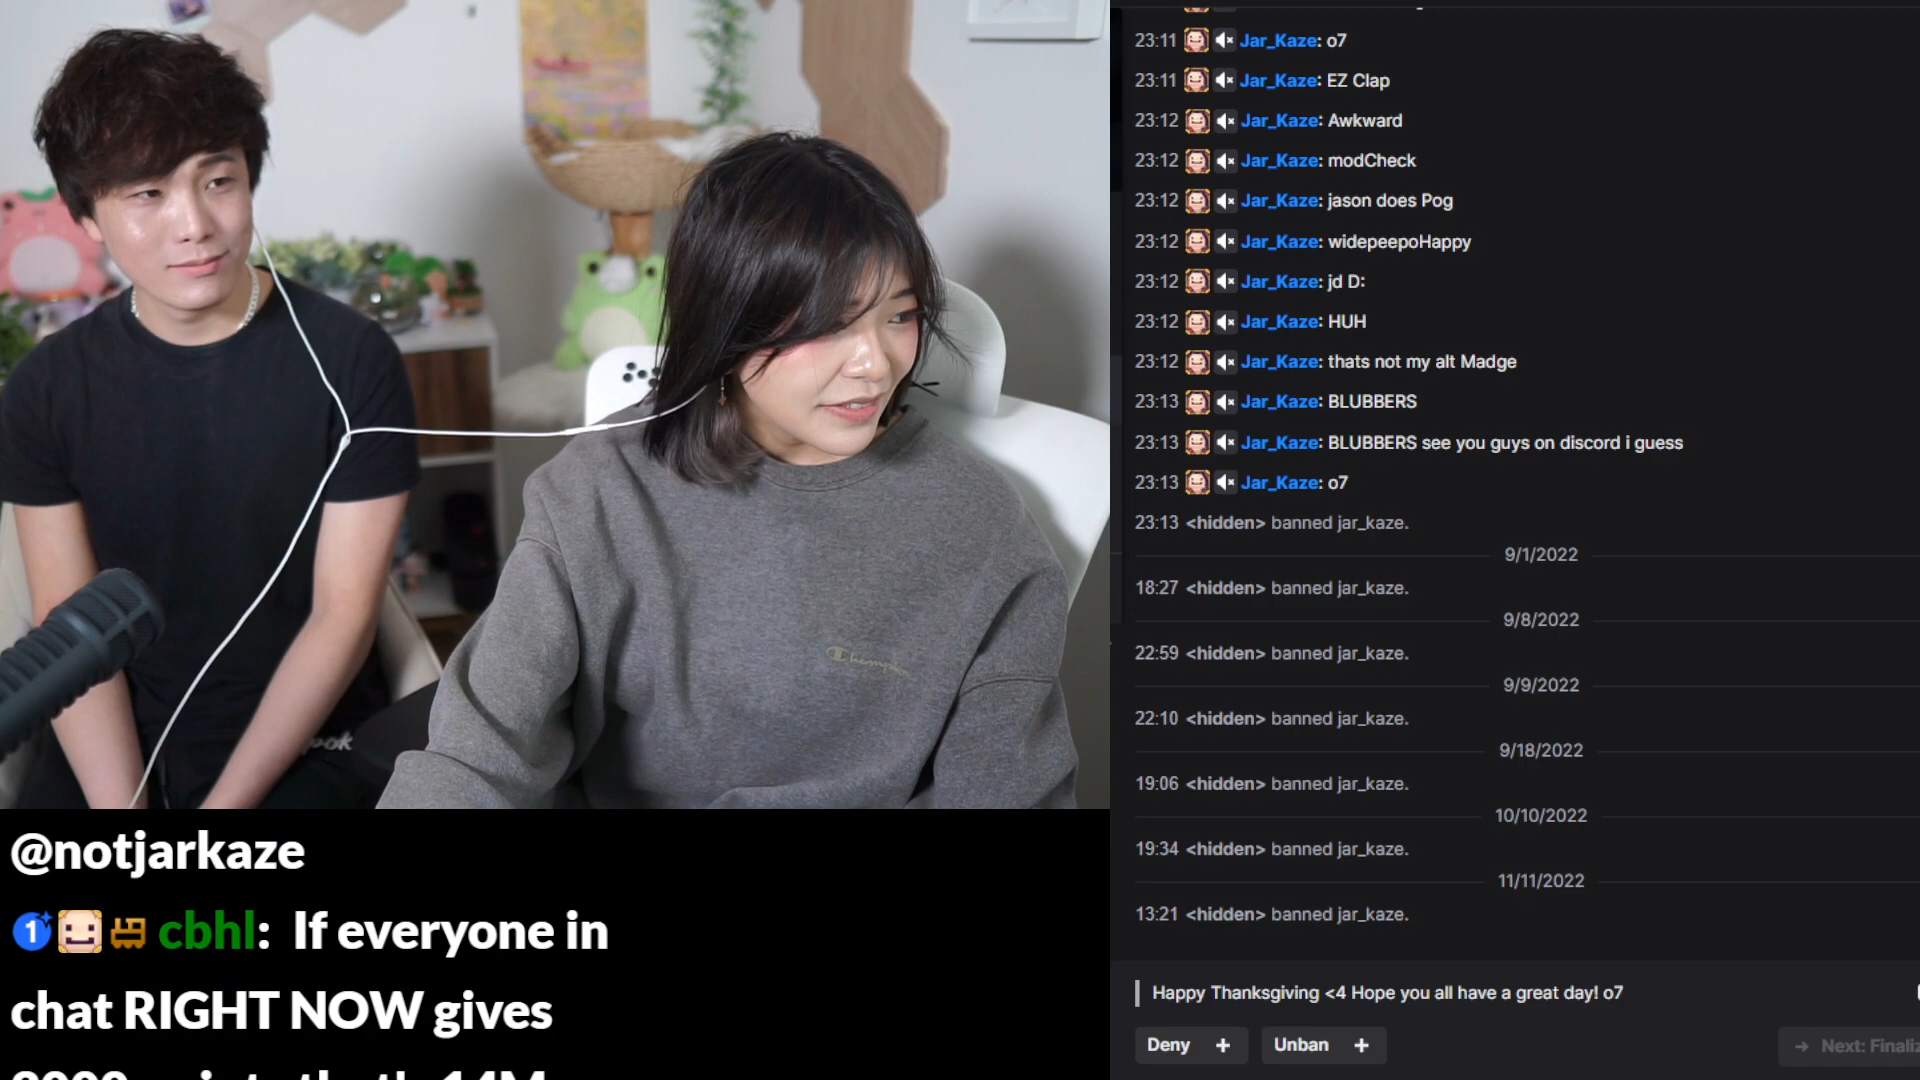 23:11 Jar_Kaze: o7
23:11 Jar_Kaze: EZ Clap
23:12 Jar_Kaze: Awkward
23:12 Jar_Kaze: modCheck
23:12 Jar_Kaze: jason does Pog
23:12 Jar_Kaze: widepeepoHappy
23:12 Jar_Kaze: jd D:
23:12 Jar_Kaze: HUH
23:12 Jar_Kaze: thats not my alt Madge
23:13 Jar_Kaze: BLUBBERS
23:13 Jar_Kaze: BLUBBERS see you guys on discord i guess
23:13 Jar_Kaze: o7
23:13 <hidden> banned jar_kaze.
9/1/2022
18:27 <hidden> banned jar_kaze.
9/8/2022
22:59 <hidden> banned jar_kaze.
9/9/2022
22:10 <hidden> banned jar_kaze.
9/18/2022
19:06 <hidden> banned jar_kaze.
10/10/2022
19:34 <hidden> banned jar_kaze.
11/11/2022
13:21 <hidden> banned jar_kaze.
Happy Thanksgiving <4 Hope you all have a great day! o7
Deny + Unban +
→ Next: Finaliz
Champion
@notjarkaze
1 cbhl: If everyone in
chat RIGHT NOW gives